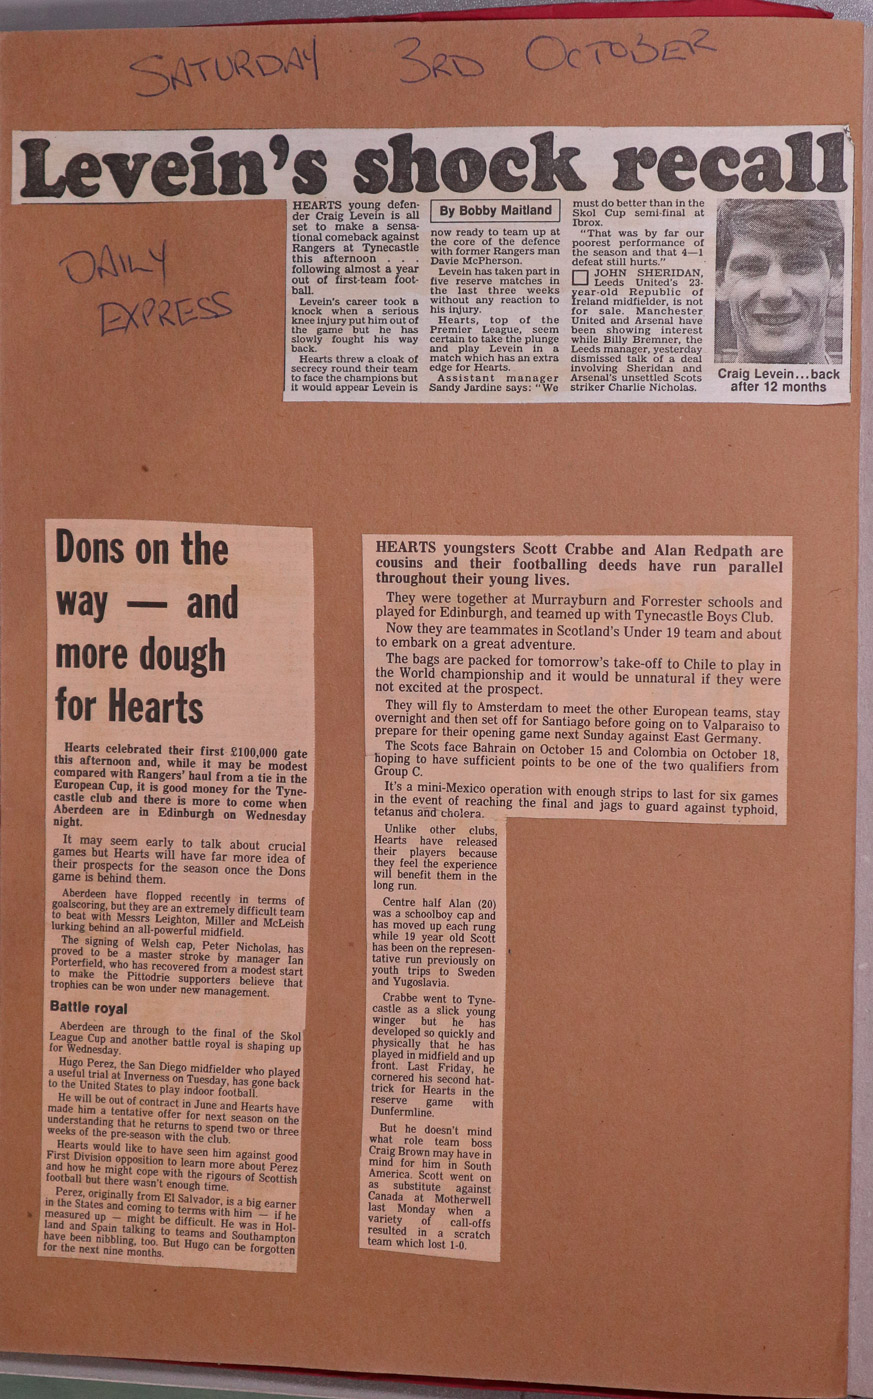 SATURDAY 3RD OCTOBER
Levein's shock recall
DAILY
EXPRESS
HEARTS young defen-
der Craig Levein is all
set to make a sensa-
tional comeback against
Rangers at Tynecastle
this afternoon . . .
following almost a year
out of first-team foot-
ball.
Levein's career took a
knock when a serious
knee injury put him out of
the game but he has
slowly fought his way
back.
Hearts threw a cloak of
secrecy round their team
to face the champions but
it would appear Levein is
By Bobby Maitland
now ready to team up at
the core of the defence
with former Rangers man
Davie McPherson.
Levein has taken part in
five reserve matches in
the last three weeks
without any reaction to
his injury.
Hearts, top of the
Premier League, seem
certain to take the plunge
and play Levein in a
match which has an extra
edge for Hearts.
Assistant manager
Sandy Jardine says: "We
must do better than in the
Skol Cup semi-final at
Ibrox.
"That was by far our
poorest performance of
the season and that 4—1
defeat still hurts."
JOHN SHERIDAN,
Leeds United's 23-
year-old Republic of
Ireland midfielder, is not
for sale. Manchester
United and Arsenal have
been showing interest
while Billy Bremner, the
Leeds manager, yesterday
dismissed talk of a deal
involving Sheridan and
Arsenal's unsettled Scots
striker Charlie Nicholas.
Craig Levein...back
after 12 months
Dons on the
way — and
more dough
for Hearts
Hearts celebrated their first £100,000 gate
this afternoon and, while it may be modest
compared with Rangers' haul from a tie in the
European Cup, it is good money for the Tyne-
castle club and there is more to come when
Aberdeen are in Edinburgh on Wednesday
night.
It may seem early to talk about crucial
games but Hearts will have far more idea of
their prospects for the season once the Dons
game is behind them.
Aberdeen have flopped recently in terms of
goalscoring, but they are an extremely difficult team
to beat with Messrs Leighton, Miller and McLeish
lurking behind an all-powerful midfield.
The signing of Welsh cap, Peter Nicholas, has
proved to be a master stroke by manager Ian
Porterfield, who has recovered from a modest start
to make the Pittodrie supporters believe that
trophies can be won under new management.
Battle royal
Aberdeen are through to the final of the Skol
League Cup and another battle royal is shaping up
for Wednesday.
Hugo Perez, the San Diego midfielder who played
a useful trial at Inverness on Tuesday, has gone back
to the United States to play indoor football.
He will be out of contract in June and Hearts have
made him a tentative offer for next season on the
understanding that he returns to spend two or three
weeks of the pre-season with the club.
Hearts would like to have seen him against good
First Division opposition to learn more about Perez
and how he might cope with the rigours of Scottish
football but there wasn't enough time.
Perez, originally from El Salvador, is a big earner
in the States and coming to terms with him — if he
measured up — might be difficult. He was in Hol-
land and Spain talking to teams and Southampton
have been nibbling, too. But Hugo can be forgotten
for the next nine months.
HEARTS youngsters Scott Crabbe and Alan Redpath are
cousins and their footballing deeds have run parallel
throughout their young lives.
They were together at Murrayburn and Forrester schools and
played for Edinburgh, and teamed up with Tynecastle Boys Club.
Now they are teammates in Scotland's Under 19 team and about
to embark on a great adventure.
The bags are packed for tomorrow's take-off to Chile to play in
the World championship and it would be unnatural if they were
not excited at the prospect.
They will fly to Amsterdam to meet the other European teams, stay
overnight and then set off for Santiago before going on to Valparaiso to
prepare for their opening game next Sunday against East Germany.
The Scots face Bahrain on October 15 and Colombia on October 18,
hoping to have sufficient points to be one of the two qualifiers from
Group C.
It's a mini-Mexico operation with enough strips to last for six games
in the event of reaching the final and jags to guard against typhoid,
tetanus and cholera.
Unlike other clubs,
Hearts have released
their players because
they feel the experience
will benefit them in the
long run.
Centre half Alan (20)
was a schoolboy cap and
has moved up each rung
while 19 year old Scott
has been on the represen-
tative run previously on
youth trips to Sweden
and Yugoslavia.
Crabbe went to Tyne-
castle as a slick young
winger but he has
developed so quickly and
physically that he has
played in midfield and up
front. Last Friday, he
cornered his second hat-
trick for Hearts in the
reserve game with
Dunfermline.
But he doesn't mind
what role team boss
Craig Brown may have in
mind for him in South
America. Scott went on
as substitute against
Canada at Motherwell
last Monday when a
variety of call-offs
resulted in a scratch
team which lost 1-0.